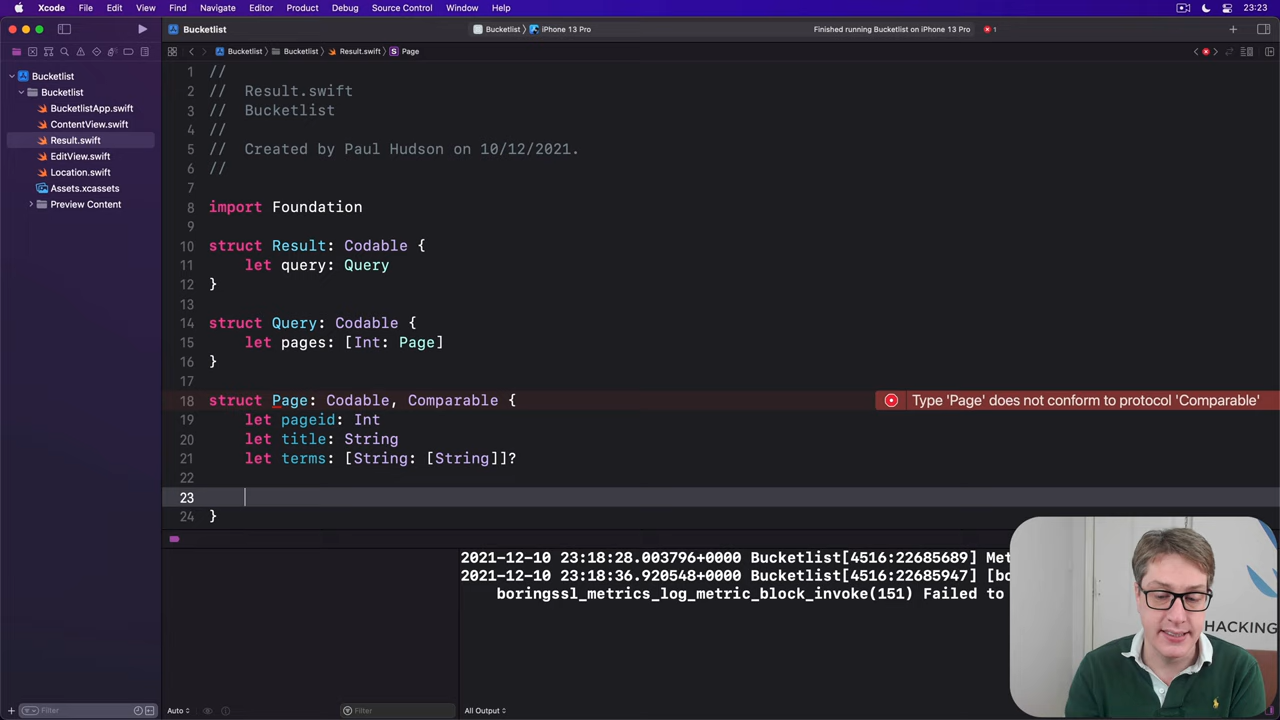 Xcode File Edit View Find Navigate Editor Product Debug Source Control Window Help 23:23
Bucketlist Bucketlist iPhone 13 Pro Finished running Bucketlist on iPhone 13 Pro 1
Bucketlist Bucketlist Result.swift S Page
Bucketlist
Bucketlist
BucketlistApp.swift
ContentView.swift
Result.swift
EditView.swift
Location.swift
Assets.xcassets
Preview Content
1 //
2 // Result.swift
3 // Bucketlist
4 //
5 // Created by Paul Hudson on 10/12/2021.
6 //
7
8 import Foundation
9
10 struct Result: Codable {
11 let query: Query
12 }
13
14 struct Query: Codable {
15 let pages: [Int: Page]
16 }
17
18 struct Page: Codable, Comparable { Type 'Page' does not conform to protocol 'Comparable'
19 let pageid: Int
20 let title: String
21 let terms: [String: [String]]?
22
23
24 }
2021-12-10 23:18:28.003796+0000 Bucketlist[4516:22685689] Met
2021-12-10 23:18:36.920548+0000 Bucketlist[4516:22685947] [bo
boringssl_metrics_log_metric_block_invoke(151) Failed to
HACKING
Filter Auto Filter All Output